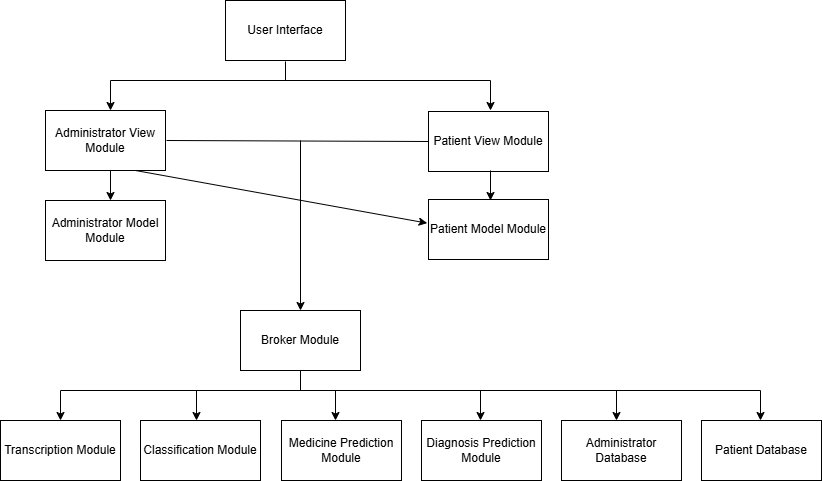 User Interface
Administrator View
Module
Patient View Module
Administrator Model
Module
Patient Model Module
Broker Module
Transcription Module
Classification Module
Medicine Prediction
Module
Diagnosis Prediction
Module
Administrator
Database
Patient Database